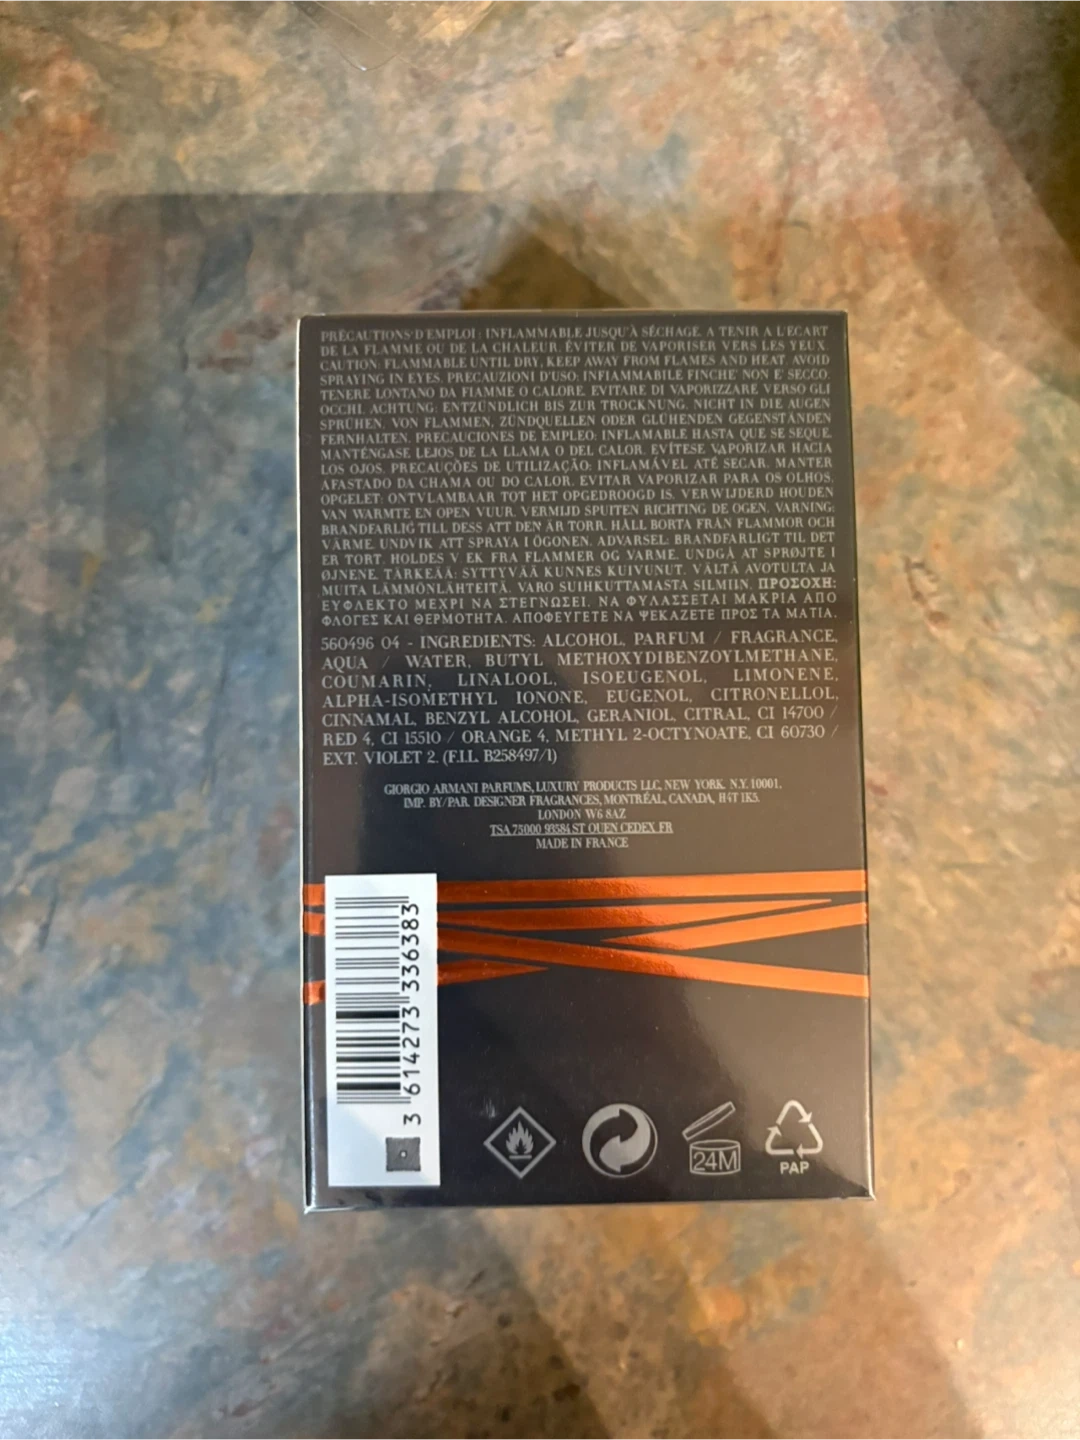 PRÉCAUTIONS D'EMPLOI : INFLAMMABLE JUSQU'À SÉCHAGE. A TENIR A L'ÉCART
DE LA FLAMME OU DE LA CHALEUR. ÉVITER DE VAPORISER VERS LES YEUX.
CAUTION: FLAMMABLE UNTIL DRY, KEEP AWAY FROM FLAMES AND HEAT. AVOID
SPRAYING IN EYES. PRECAUZIONI D'USO: INFIAMMABILE FINCHE' NON E' SECCO.
TENERE LONTANO DA FIAMME O CALORE. EVITARE DI VAPORIZZARE VERSO GLI
OCCHI. ACHTUNG: ENTZÜNDLICH BIS ZUR TROCKNUNG. NICHT IN DIE AUGEN
SPRÜHEN, VON FLAMMEN, ZÜNDQUELLEN ODER GLÜHENDEN GEGENSTÄNDEN
FERNHALTEN. PRECAUCIONES DE EMPLEO: INFLAMABLE HASTA QUE SE SEQUE.
MANTÉNGASE LEJOS DE LA LLAMA O DEL CALOR. EVÍTESE VAPORIZAR HACIA
LOS OJOS. PRECAUÇÕES DE UTILIZAÇÃO: INFLAMÁVEL ATÉ SECAR. MANTER
AFASTADO DA CHAMA OU DO CALOR. EVITAR VAPORIZAR PARA OS OLHOS.
OPGELET: ONTVLAMBAAR TOT HET OPGEDROOGD IS. VERWIJDERD HOUDEN
VAN WARMTE EN OPEN VUUR. VERMIJD SPUITEN RICHTING DE OGEN. VARNING:
BRANDFARLIG TILL DESS ATT DEN ÄR TORR. HÅLL BORTA FRÅN FLAMMOR OCH
VÄRME. UNDVIK ATT SPRAYA I ÖGONEN. ADVARSEL: BRANDFARLIGT TIL DET
ER TORT. HOLDES V EK FRA FLAMMER OG VARME. UNDGÅ AT SPRØJTE I
ØJNENE. TÄRKEÄÄ: SYTTYVÄÄ KUNNES KUIVUNUT. VÄLTÄ AVOTULTA JA
MUITA LÄMMÖNLÄHTEITÄ. VARO SUIHKUTTAMASTA SILMIIN. ΠΡΟΣΟΧΗ:
ΕΥΦΛΕΚΤΟ ΜΕΧΡΙ ΝΑ ΣΤΕΓΝΩΣΕΙ. ΝΑ ΦΥΛΑΣΣΕΤΑΙ ΜΑΚΡΙΑ ΑΠΟ
ΦΛΟΓΕΣ ΚΑΙ ΘΕΡΜΟΤΗΤΑ. ΑΠΟΦΕΥΓΕΤΕ ΝΑ ΨΕΚΑΖΕΤΕ ΠΡΟΣ ΤΑ ΜΑΤΙΑ.
560496 04 - INGREDIENTS: ALCOHOL, PARFUM / FRAGRANCE,
AQUA / WATER, BUTYL METHOXYDIBENZOYLMETHANE,
COUMARIN, LINALOOL, ISOEUGENOL, LIMONENE,
ALPHA-ISOMETHYL IONONE, EUGENOL, CITRONELLOL,
CINNAMAL, BENZYL ALCOHOL, GERANIOL, CITRAL, CI 14700 /
RED 4, CI 15510 / ORANGE 4, METHYL 2-OCTYNOATE, CI 60730 /
EXT. VIOLET 2. (F.I.L. B258497/1)
GIORGIO ARMANI PARFUMS, LUXURY PRODUCTS LLC, NEW YORK. N.Y. 10001.
IMP. BY/PAR. DESIGNER FRAGRANCES, MONTRÉAL, CANADA, H4T 1K5.
LONDON W6 8AZ
TSA 75000 93584 ST OUEN CEDEX FR
MADE IN FRANCE
3 614273 336383
24M
PAP